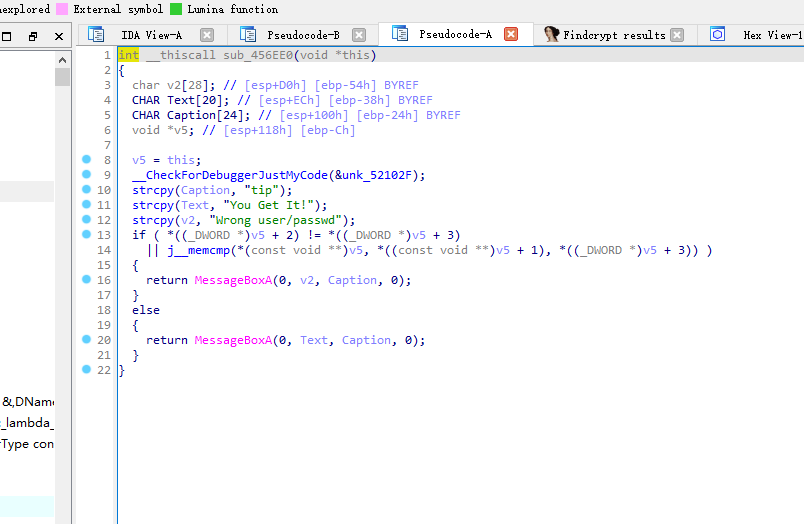 nexplored External symbol Lumina function
IDA View-A Pseudocode-B Pseudocode-A Findcrypt results Hex View-1
1 int __thiscall sub_456EE0(void *this)
2 {
3 char v2[28]; // [esp+D0h] [ebp-54h] BYREF
4 CHAR Text[20]; // [esp+ECh] [ebp-38h] BYREF
5 CHAR Caption[24]; // [esp+100h] [ebp-24h] BYREF
6 void *v5; // [esp+118h] [ebp-Ch]
7
8 v5 = this;
9 __CheckForDebuggerJustMyCode(&unk_52102F);
10 strcpy(Caption, "tip");
11 strcpy(Text, "You Get It!");
12 strcpy(v2, "Wrong user/passwd");
13 if ( *((_DWORD *)v5 + 2) != *((_DWORD *)v5 + 3)
14 || j__memcmp(*(const void **)v5, *((const void **)v5 + 1), *((_DWORD *)v5 + 3)) )
15 {
16 return MessageBoxA(0, v2, Caption, 0);
17 }
18 else
19 {
20 return MessageBoxA(0, Text, Caption, 0);
21 }
22 }
&,DName
_lambda_
rType con